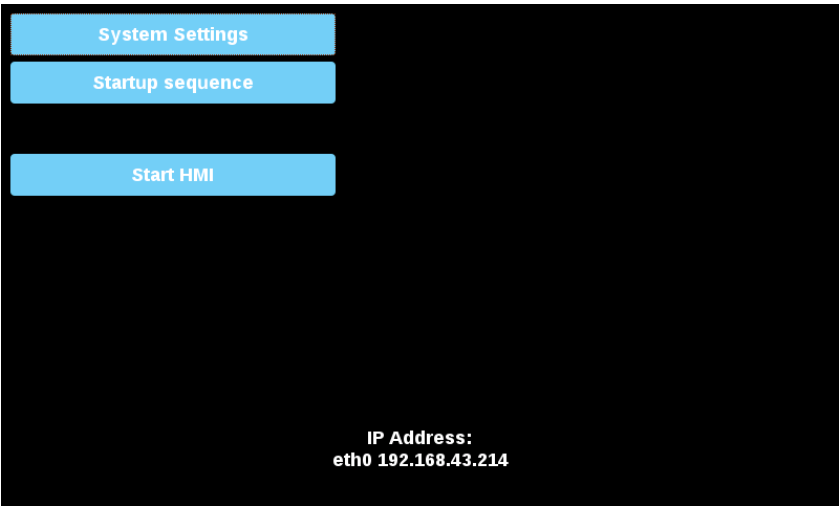 System Settings
Startup sequence
Start HMI
IP Address:
eth0 192.168.43.214